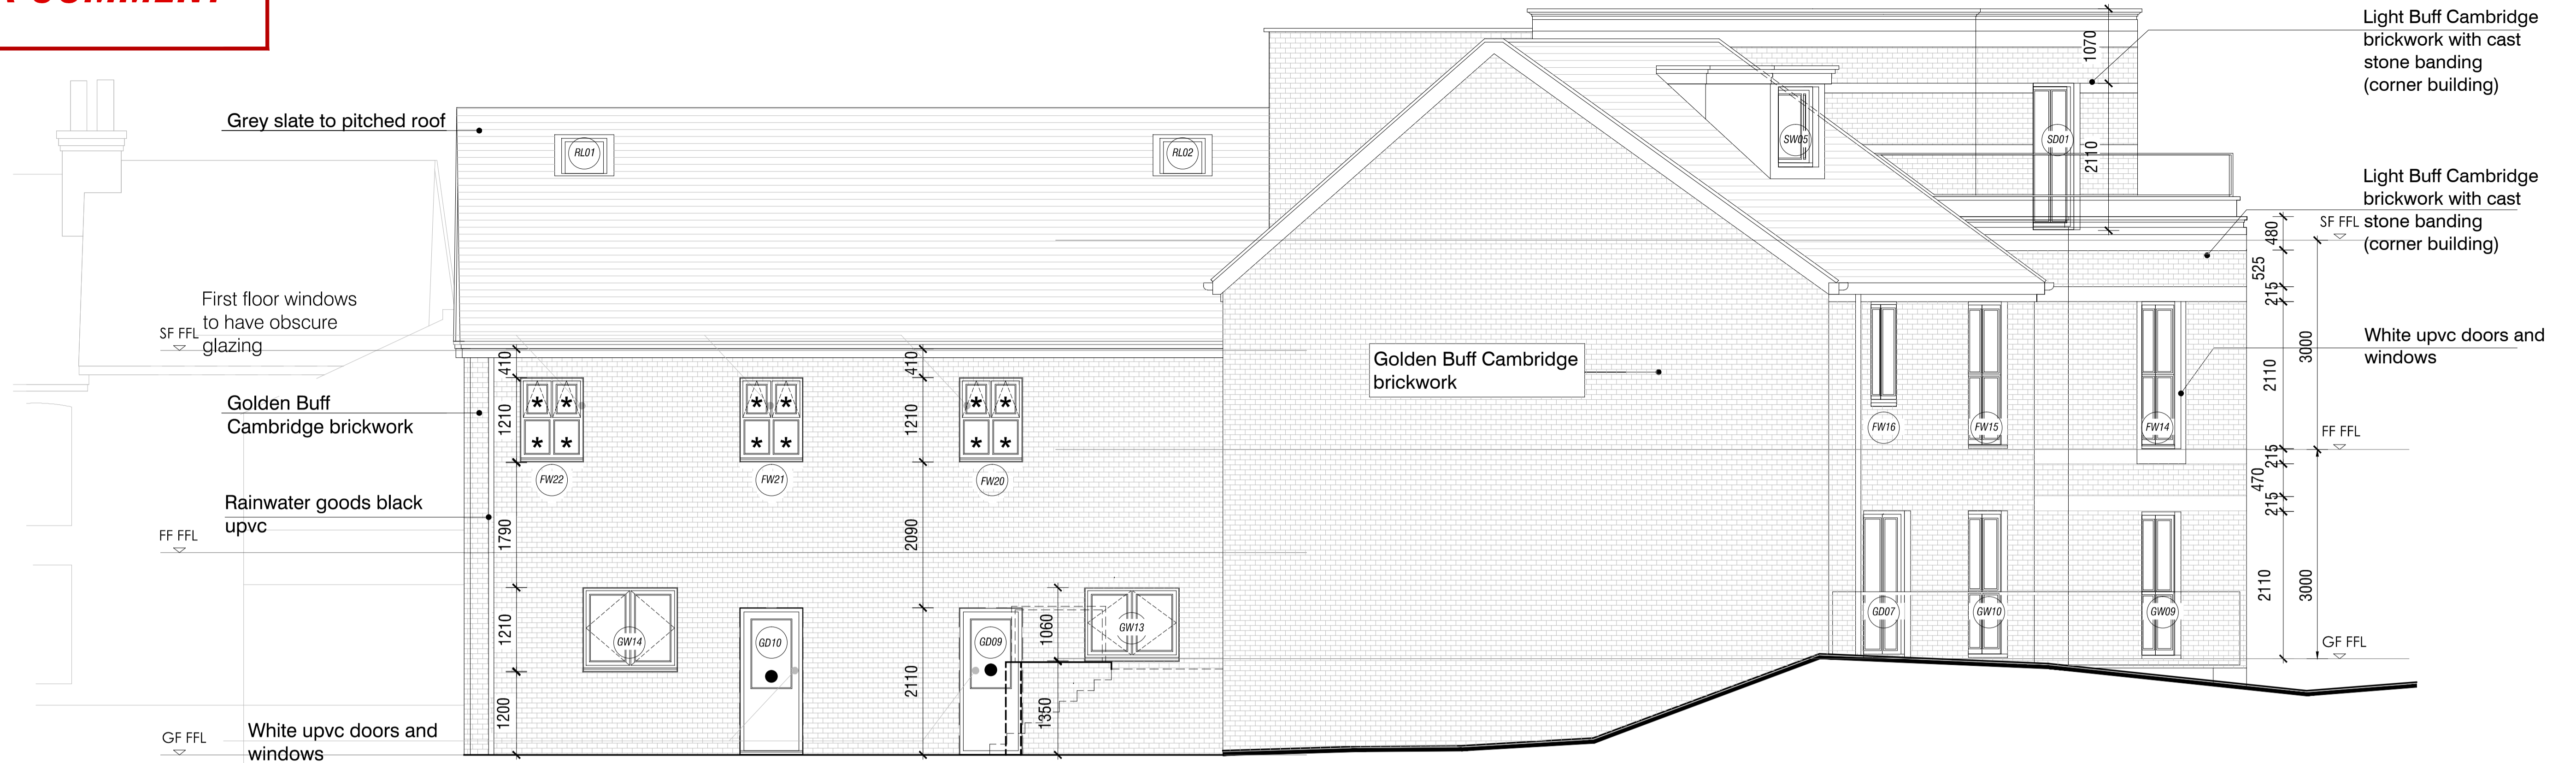 COMMENT
Light Buff Cambridge
brickwork with cast
stone banding
(corner building)
1070
2110
Grey slate to pitched roof
RL01
RL02
SW05
SD01
Light Buff Cambridge
brickwork with cast
stone banding
(corner building)
SF FFL
480
525
215
3000
2110
First floor windows
to have obscure
glazing
SF FFL
White upvc doors and
windows
410
410
Golden Buff Cambridge
brickwork
Golden Buff
Cambridge brickwork
1210
1210
* * * * * *
* * * * * *
FW22
FW21
FW20
FW16
FW15
FW14
FF FFL
215
470
215
Rainwater goods black
upvc
FF FFL
1790
2090
2110
3000
1210
1060
GW14
GD10
GD09
GW13
GD07
GW10
GW09
GF FFL
1200
2110
1350
GF FFL
White upvc doors and
windows